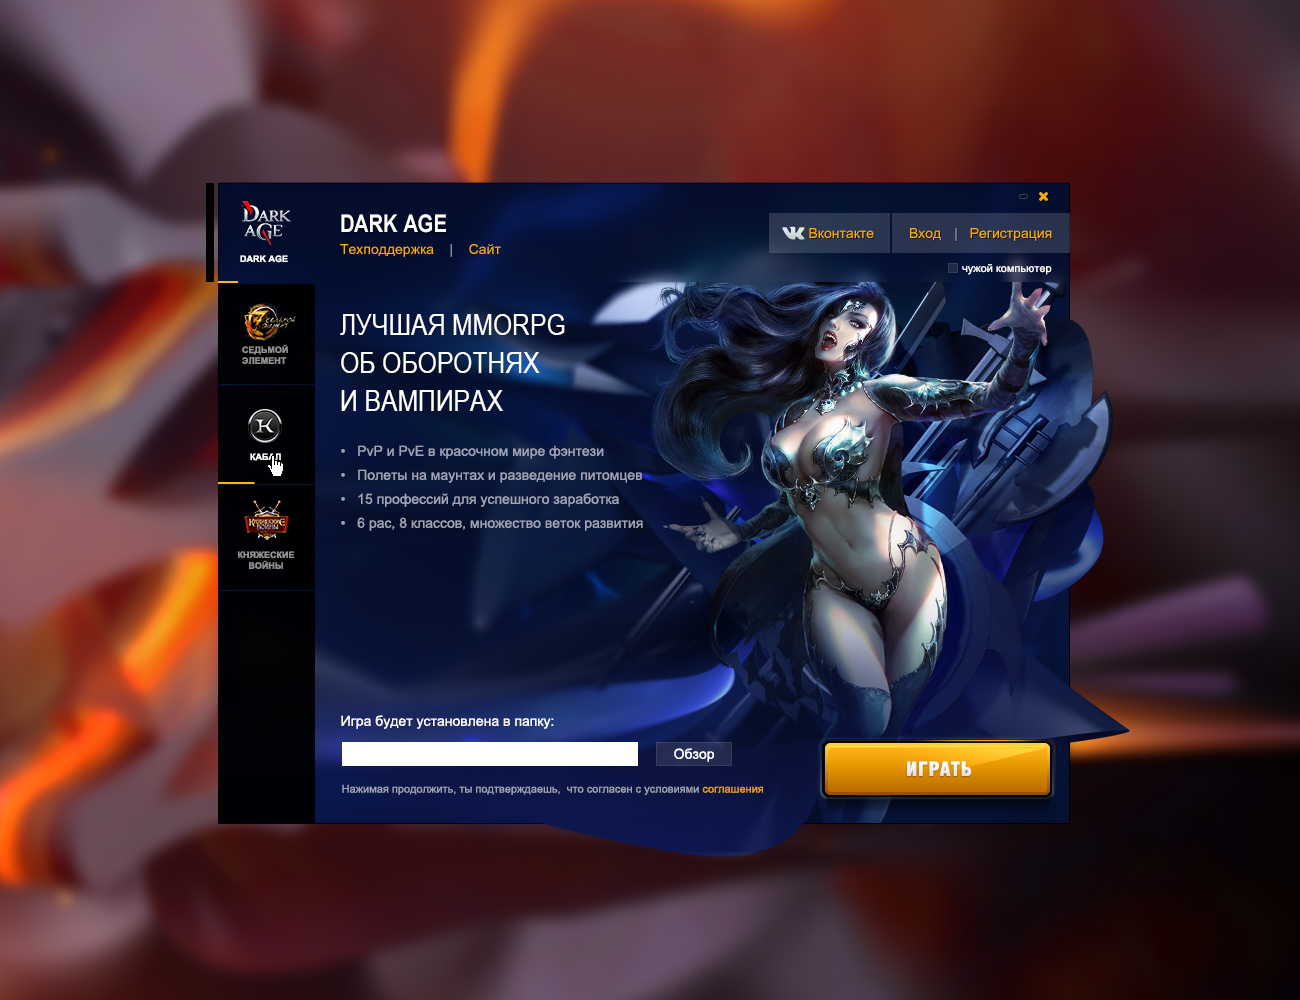 DARK AGE
DARK AGE
DARK AGE
Техподдержка | Сайт
Вконтакте
Вход | Регистрация
чужой компьютер
7 седьмой элемент
СЕДЬМОЙ
ЭЛЕМЕНТ
K
КАБАЛ
КНЯЖЕСКИЕ ВОЙНЫ
КНЯЖЕСКИЕ
ВОЙНЫ
ЛУЧШАЯ MMORPG
ОБ ОБОРОТНЯХ
И ВАМПИРАХ
• PvP и PvE в красочном мире фэнтези
• Полеты на маунтах и разведение питомцев
• 15 профессий для успешного заработка
• 6 рас, 8 классов, множество веток развития
Игра будет установлена в папку:
Обзор
Нажимая продолжить, ты подтверждаешь, что согласен с условиями соглашения
ИГРАТЬ